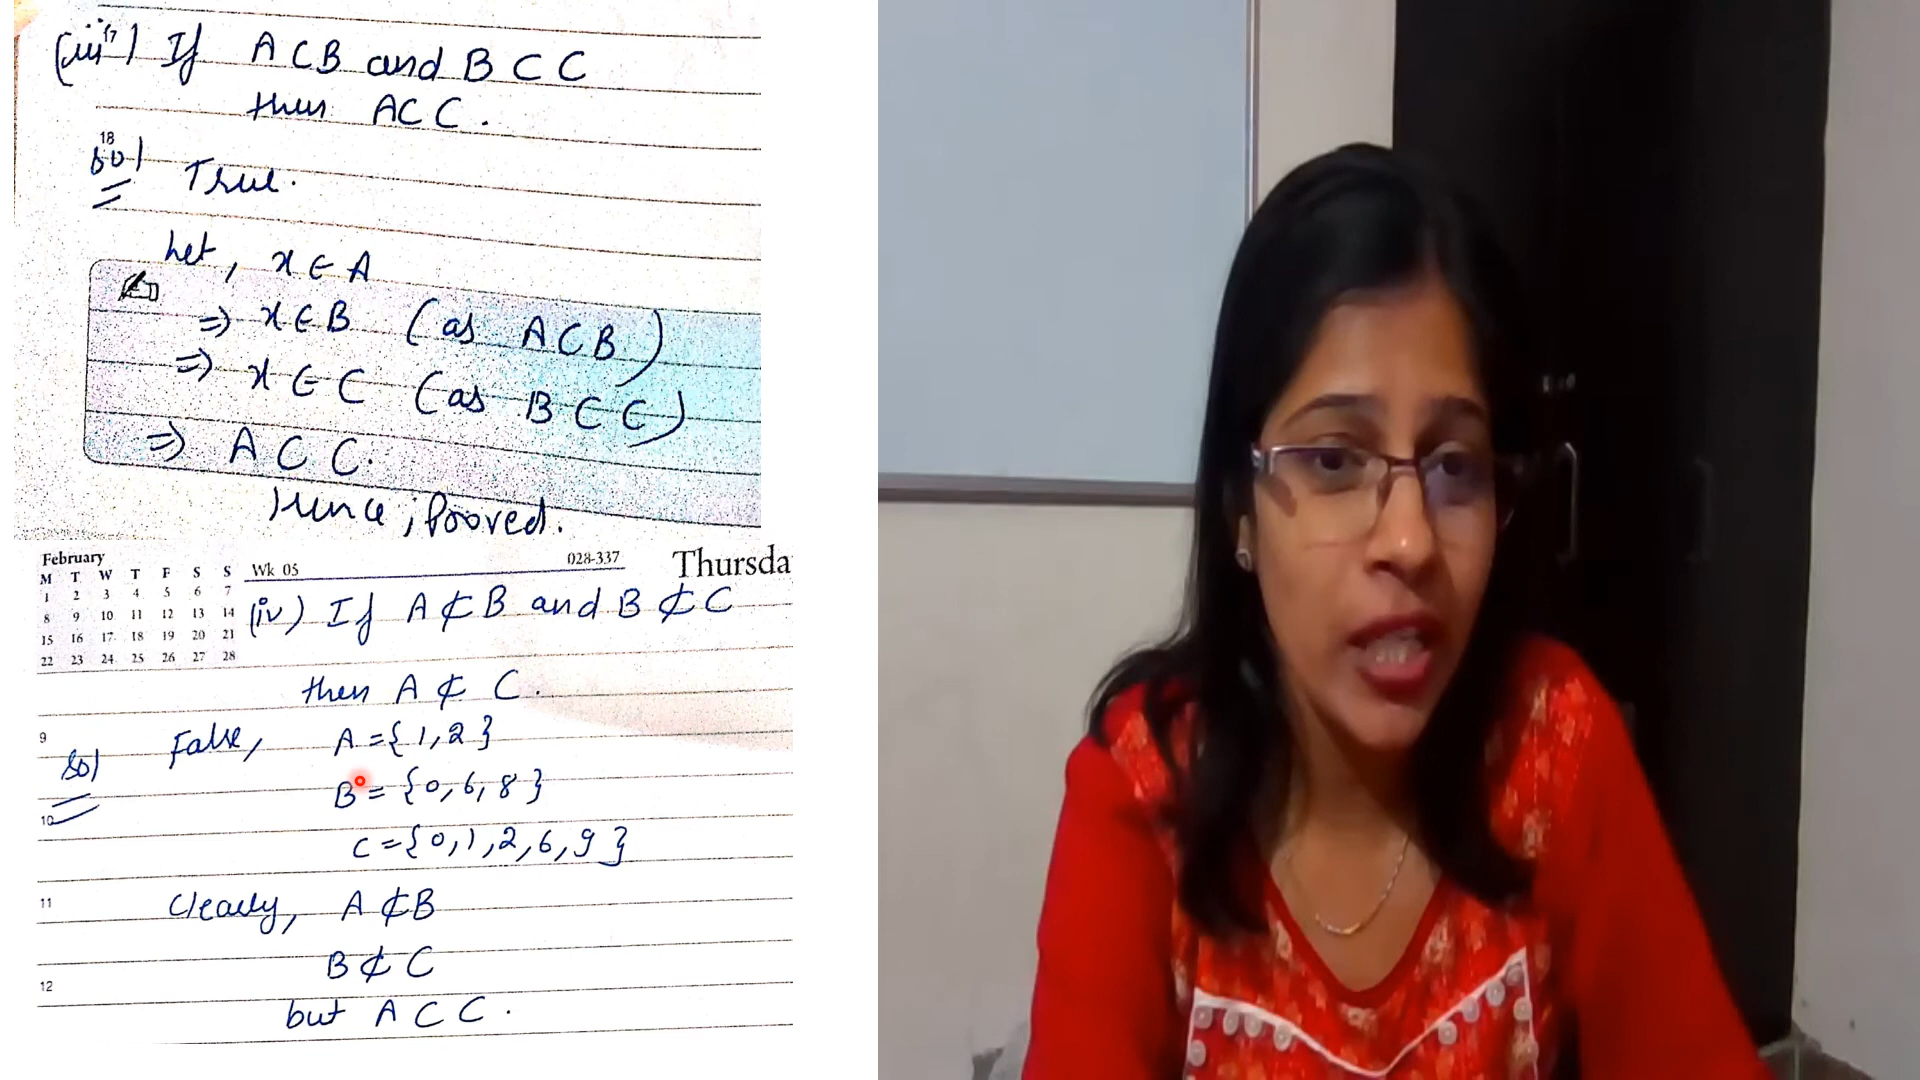 (iii) If A ⊂ B and B ⊂ C
then A ⊂ C.
18
Sol
True.
Let, x ∈ A
⇒ x ∈ B (as A ⊂ B)
⇒ x ∈ C (as B ⊂ C)
⇒ A ⊂ C.
Hence; Proved.
February Wk 05 028-337 Thursda
M T W T F S S
1 2 3 4 5 6 7
8 9 10 11 12 13 14
15 16 17 18 19 20 21
22 23 24 25 26 27 28
(iv) If A ⊄ B and B ⊄ C
then A ⊄ C.
9
Sol False, A = {1, 2}
B = {0, 6, 8}
10
C = {0, 1, 2, 6, 9}
11 Clearly, A ⊄ B
B ⊄ C
12
but A ⊂ C.